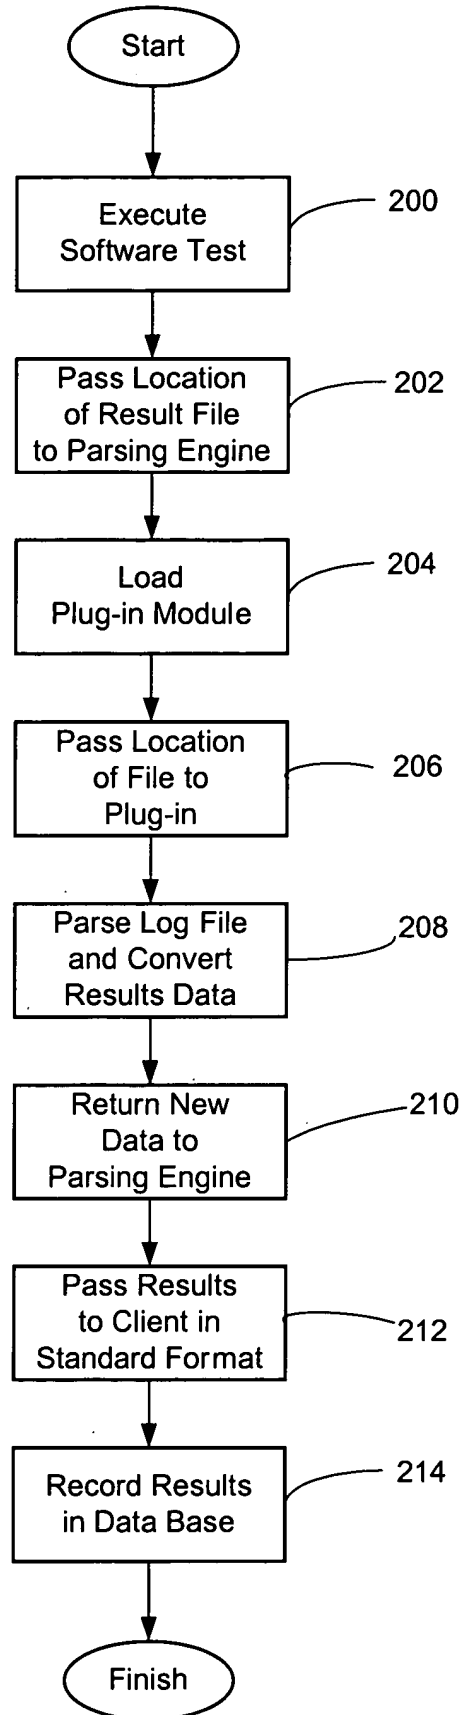 Start
Execute
Software Test
200
Pass Location
of Result File
to Parsing Engine
202
Load
Plug-in Module
204
Pass Location
of File to
Plug-in
206
Parse Log File
and Convert
Results Data
208
Return New
Data to
Parsing Engine
210
Pass Results
to Client in
Standard Format
212
Record Results
in Data Base
214
Finish